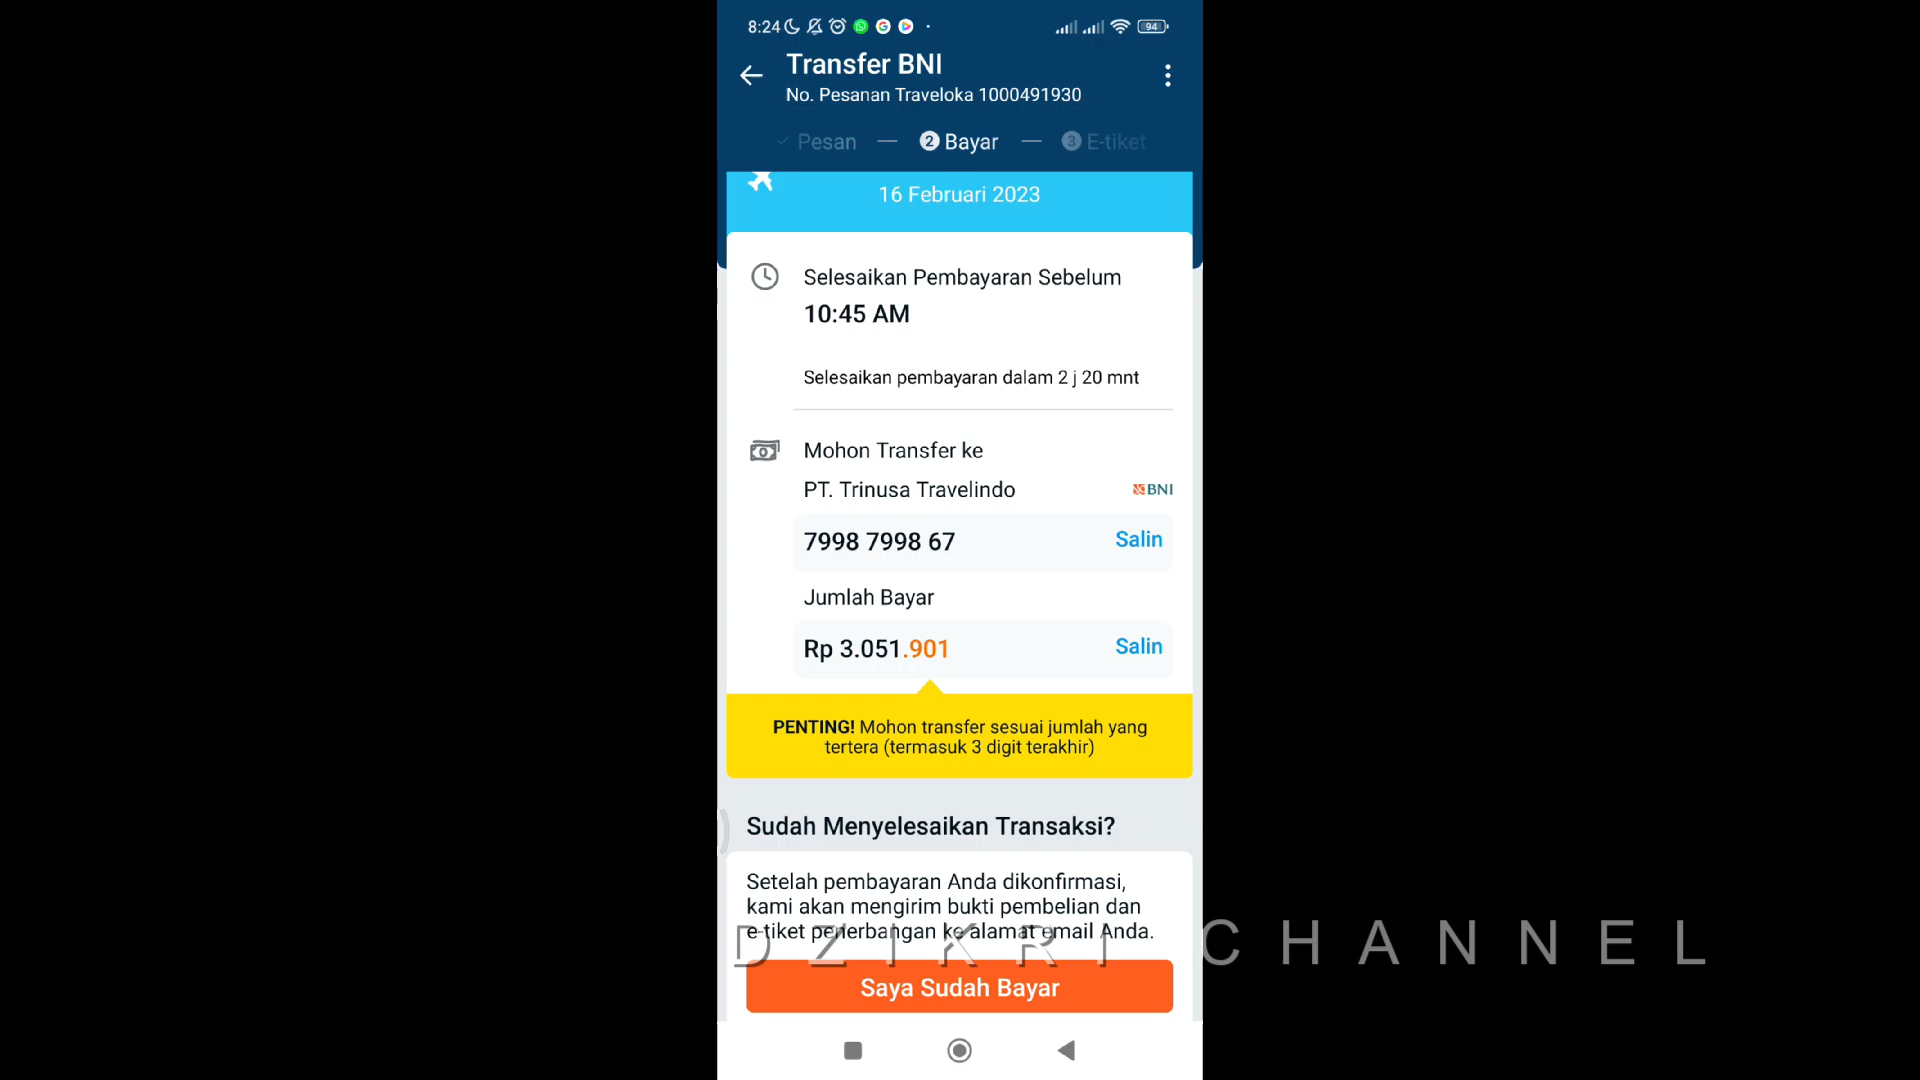 8:24
94
Transfer BNI
No. Pesanan Traveloka 1000491930
Pesan
2 Bayar
3 E-tiket
16 Februari 2023
Selesaikan Pembayaran Sebelum
10:45 AM
Selesaikan pembayaran dalam 2 j 20 mnt
Mohon Transfer ke
PT. Trinusa Travelindo
BNI
7998 7998 67
Salin
Jumlah Bayar
Rp 3.051.901
Salin
PENTING! Mohon transfer sesuai jumlah yang
tertera (termasuk 3 digit terakhir)
Sudah Menyelesaikan Transaksi?
Setelah pembayaran Anda dikonfirmasi,
kami akan mengirim bukti pembelian dan
e-tiket penerbangan ke alamat email Anda.
DZIKRI CHANNEL
Saya Sudah Bayar